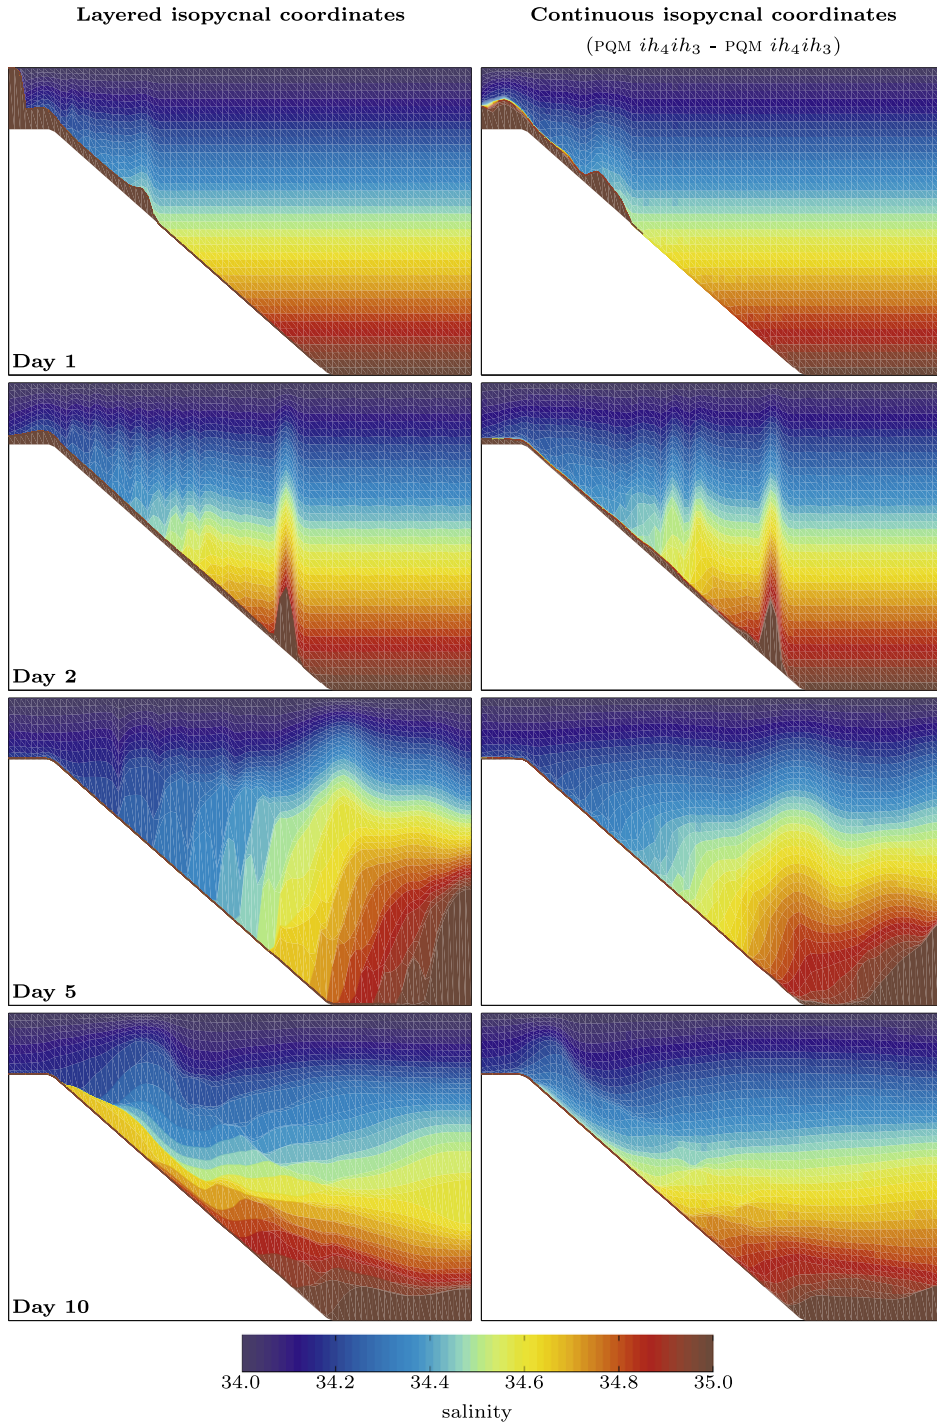 Layered isopycnal coordinates
Continuous isopycnal coordinates
(PQM ih₄ih₃ - PQM ih₄ih₃)
Day 1
Day 2
Day 5
Day 10
34.0 34.2 34.4 34.6 34.8 35.0
salinity